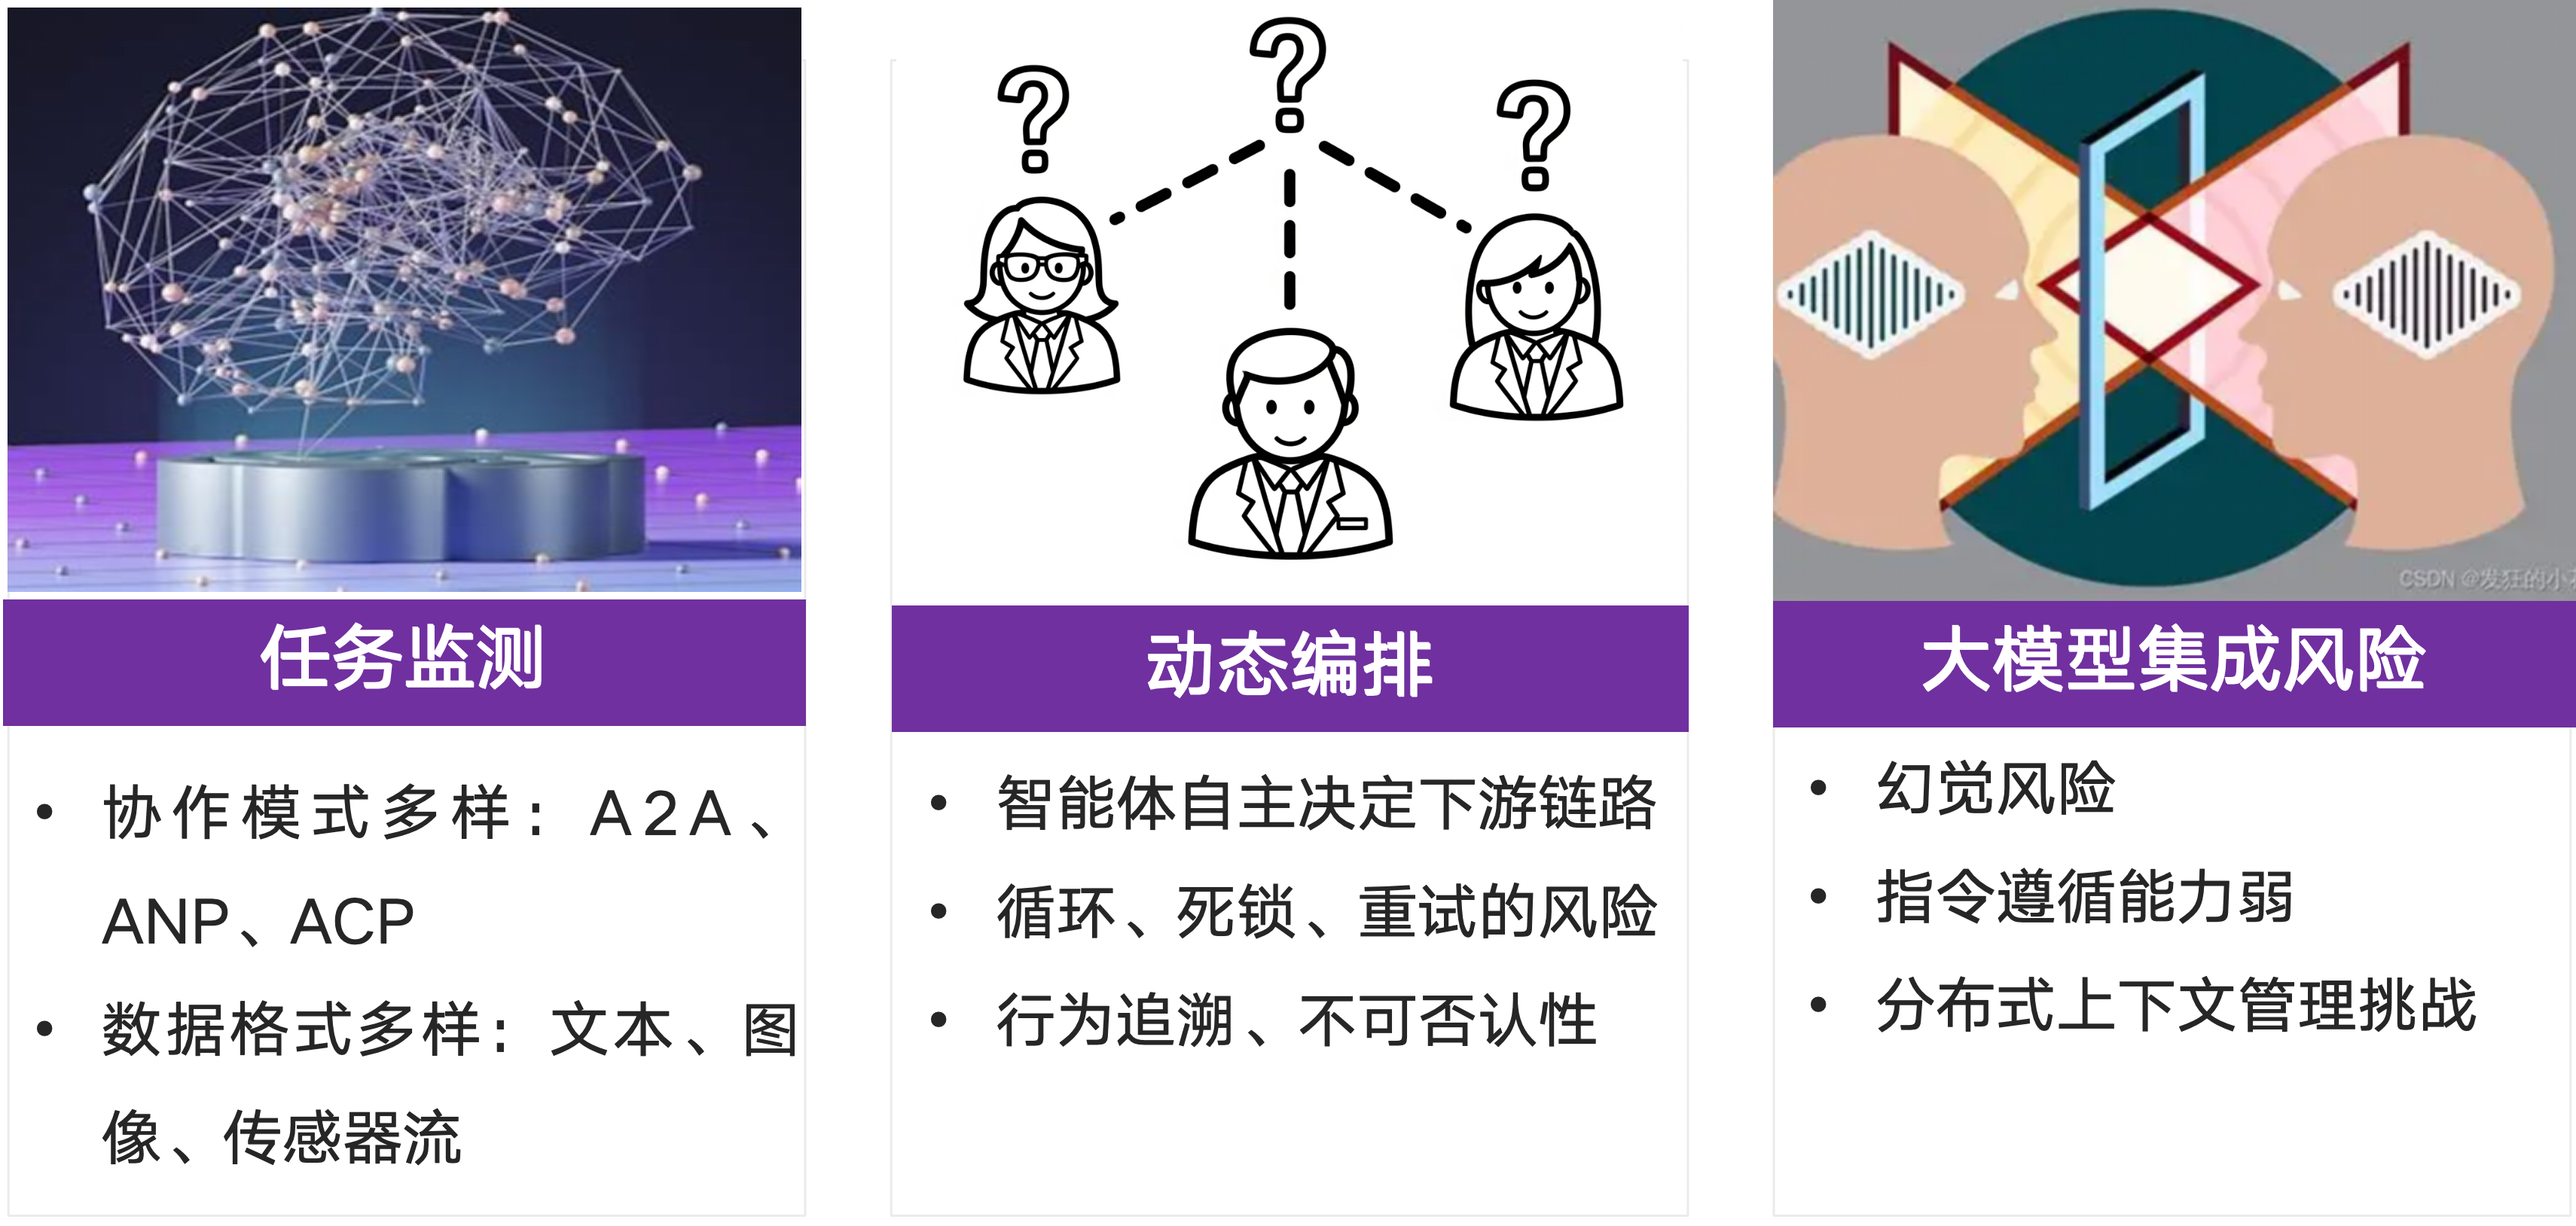 CSDN @发狂的小
任务监测
动态编排
大模型集成风险
• 协作模式多样：A2A、
ANP、ACP
• 数据格式多样：文本、图
像、传感器流
• 智能体自主决定下游链路
• 循环、死锁、重试的风险
• 行为追溯、不可否认性
• 幻觉风险
• 指令遵循能力弱
• 分布式上下文管理挑战